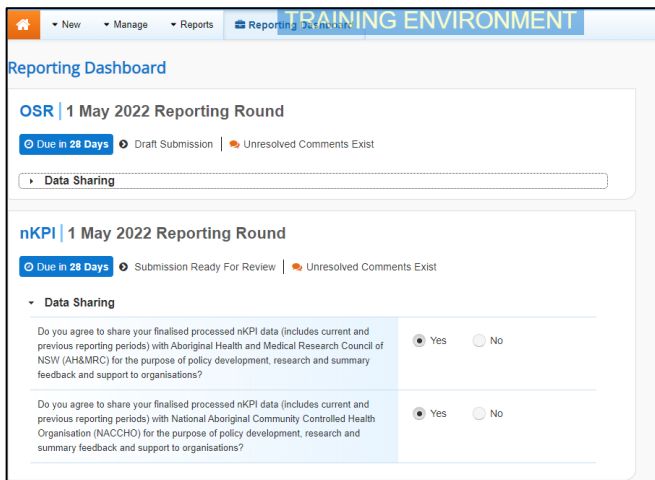 New Manage Reports Reporting Dashboard TRAINING ENVIRONMENT
Reporting Dashboard
OSR | 1 May 2022 Reporting Round
Due in 28 Days Draft Submission | Unresolved Comments Exist
Data Sharing
nKPI | 1 May 2022 Reporting Round
Due in 28 Days Submission Ready For Review | Unresolved Comments Exist
Data Sharing
Do you agree to share your finalised processed nKPI data (includes current and
previous reporting periods) with Aboriginal Health and Medical Research Council of
NSW (AH&MRC) for the purpose of policy development, research and summary
feedback and support to organisations?
Yes No
Do you agree to share your finalised processed nKPI data (includes current and
previous reporting periods) with National Aboriginal Community Controlled Health
Organisation (NACCHO) for the purpose of policy development, research and
summary feedback and support to organisations?
Yes No